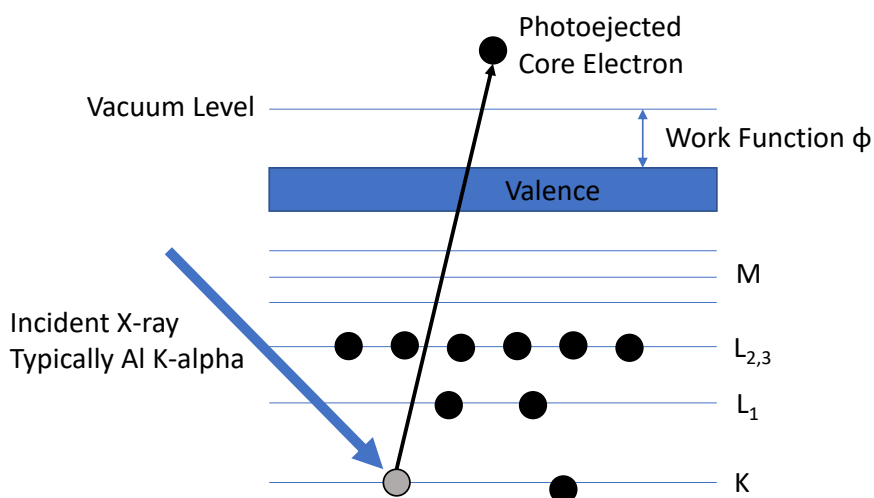 Photoejected
Core Electron
Vacuum Level
Work Function ϕ
Valence
M
Incident X-ray
Typically Al K-alpha
L2,3
L1
K